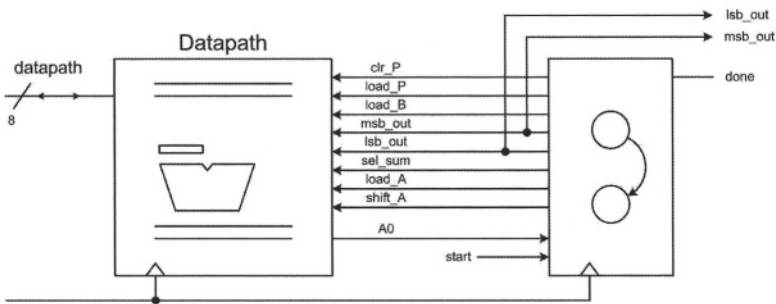 lsb_out
msb_out
Datapath
datapath
8
clr_P
load_P
load_B
msb_out
lsb_out
sel_sum
load_A
shift_A
A0
start
done